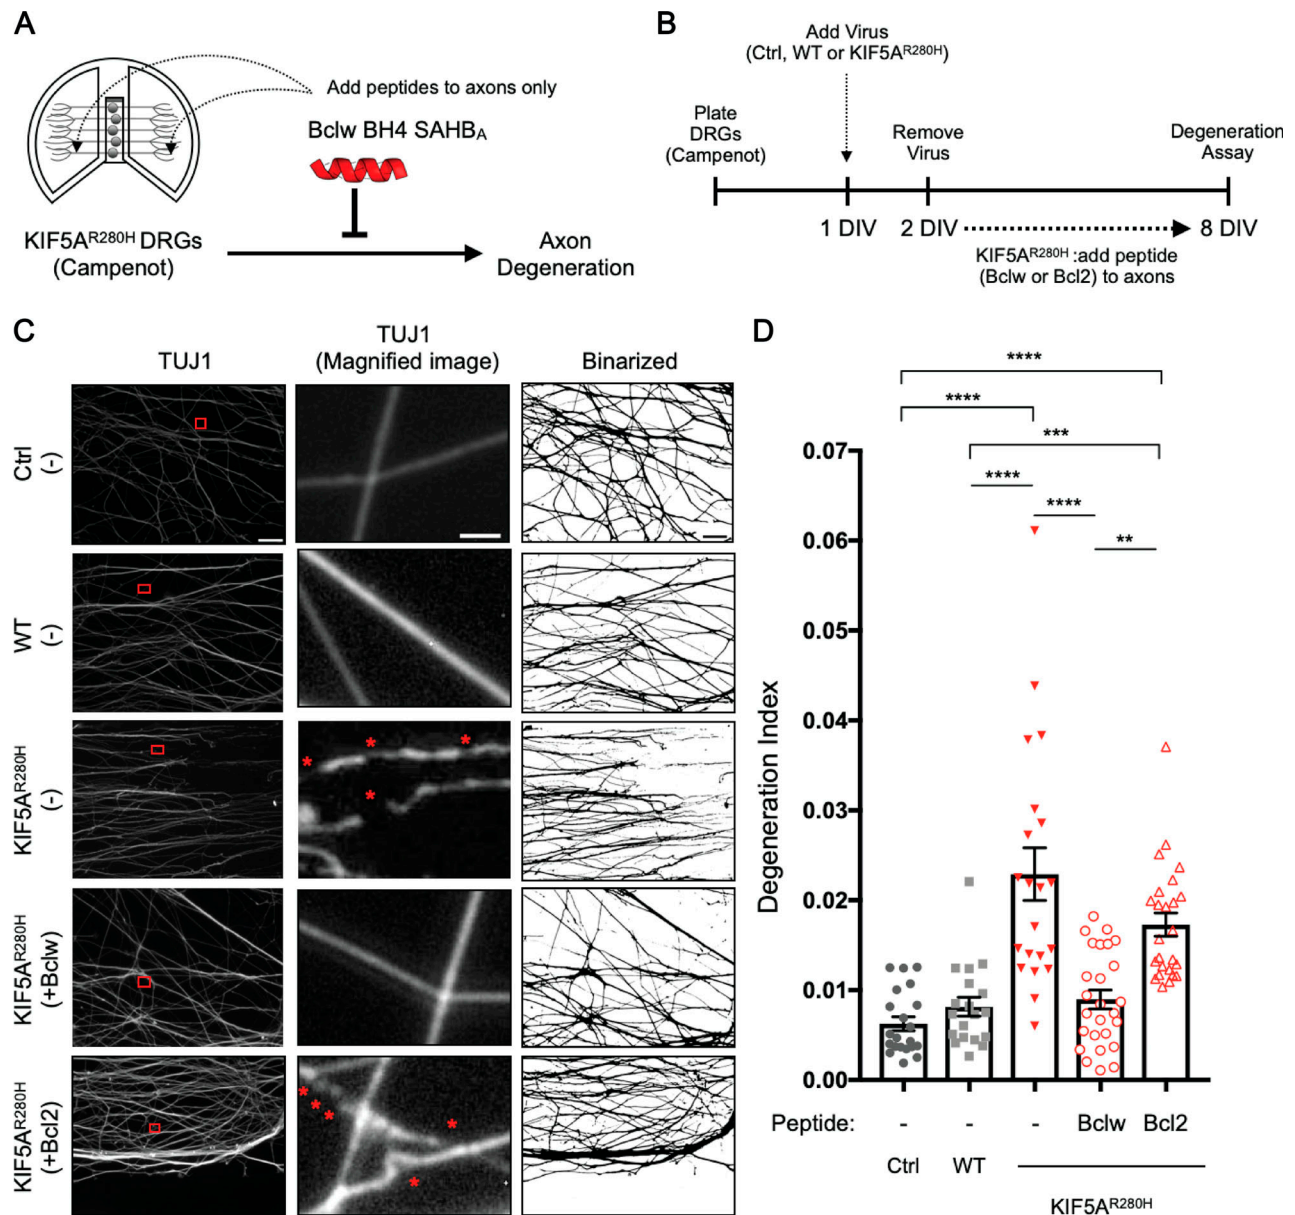 A
Add peptides to axons only
Bclw BH4 SAHBA
KIF5AR280H DRGs
(Campenot)
Axon
Degeneration
B
Add Virus
(Ctrl, WT or KIF5AR280H)
Plate
DRGs
(Campenot)
Remove
Virus
Degeneration
Assay
1 DIV
2 DIV
8 DIV
KIF5AR280H :add peptide
(Bclw or Bcl2) to axons
C
TUJ1
TUJ1
(Magnified image)
Binarized
Ctrl
(-)
WT
(-)
KIF5AR280H
(-)
KIF5AR280H
(+Bclw)
KIF5AR280H
(+Bcl2)
* * *
*
* * *
*
*
D
****
****
***
****
****
**
Degeneration Index
0.07
0.06
0.05
0.04
0.03
0.02
0.01
0.00
Peptide: - - - Bclw Bcl2
Ctrl WT
KIF5AR280H